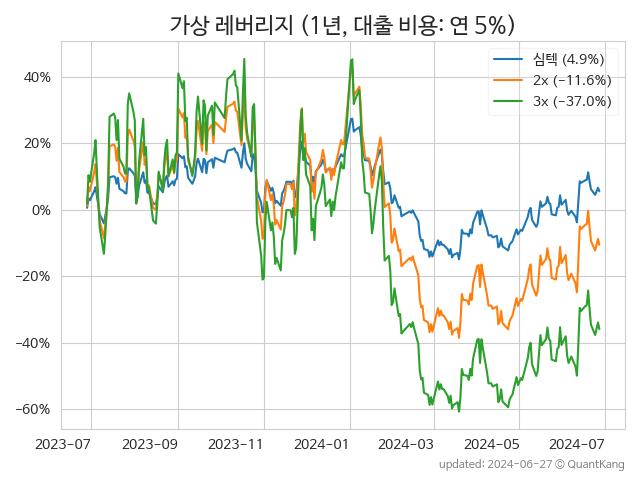 가상 레버리지 (1년, 대출 비용: 연 5%)
심텍 (4.9%)
2x (−11.6%)
3x (−37.0%)
40%
20%
0%
−20%
−40%
−60%
2023-07 2023-09 2023-11 2024-01 2024-03 2024-05 2024-07
updated: 2024-06-27 © QuantKang